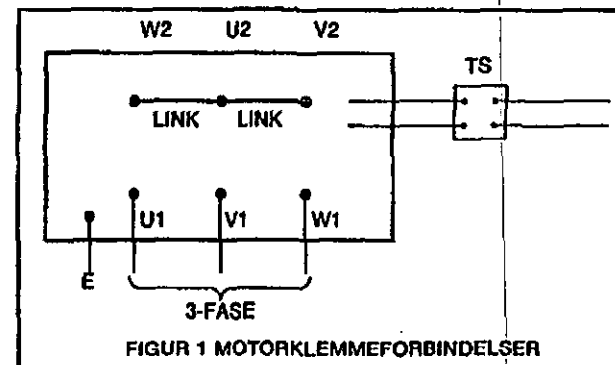 W2 U2 V2
TS
LINK LINK
U1 V1 W1
E
3-FASE
FIGUR 1 MOTORKLEMMEFORBINDELSER